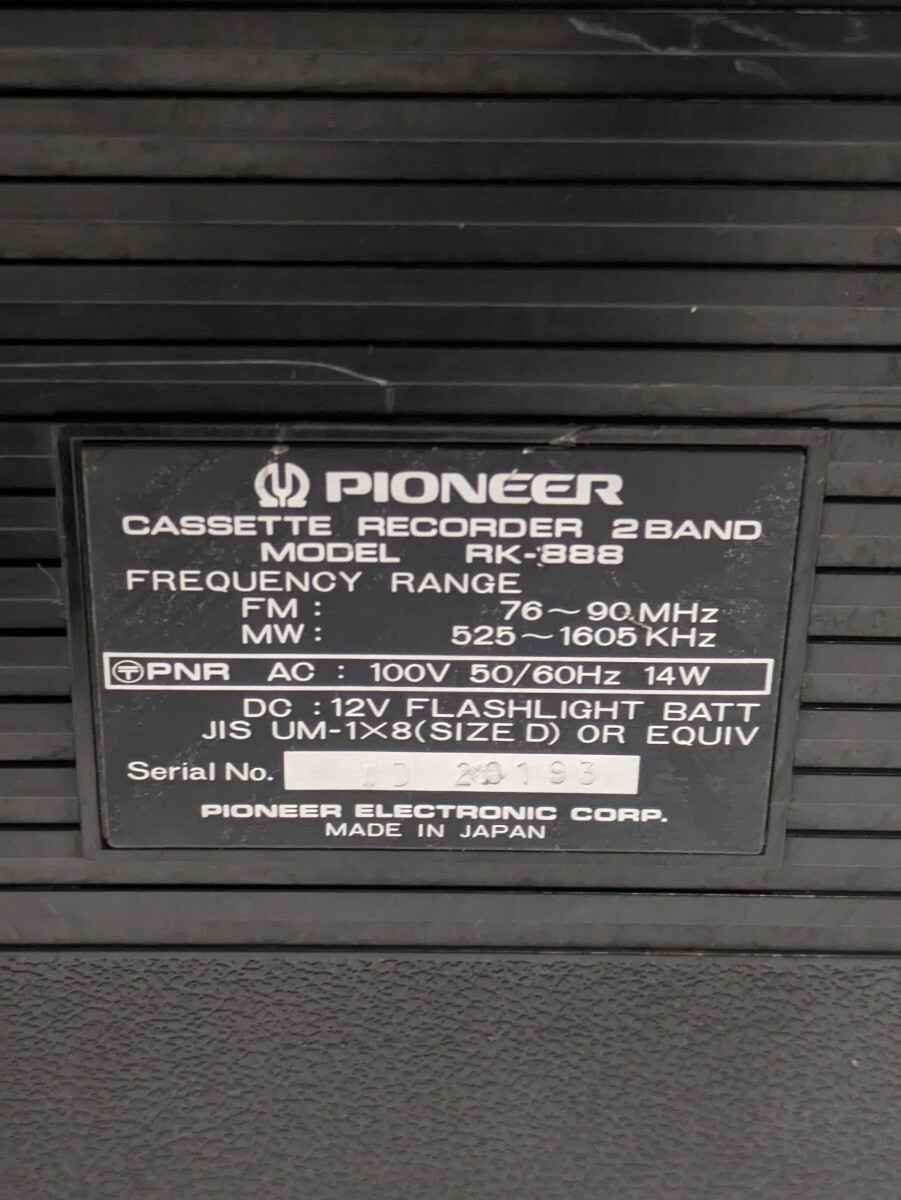 PIONEER
CASSETTE RECORDER 2 BAND
MODEL RK-888
FREQUENCY RANGE
FM : 76~90 MHz
MW : 525~1605 KHz
〶PNR AC : 100V 50/60Hz 14W
DC : 12V FLASHLIGHT BATT
JIS UM-1×8(SIZE D) OR EQUIV
Serial No.
PIONEER ELECTRONIC CORP.
MADE IN JAPAN